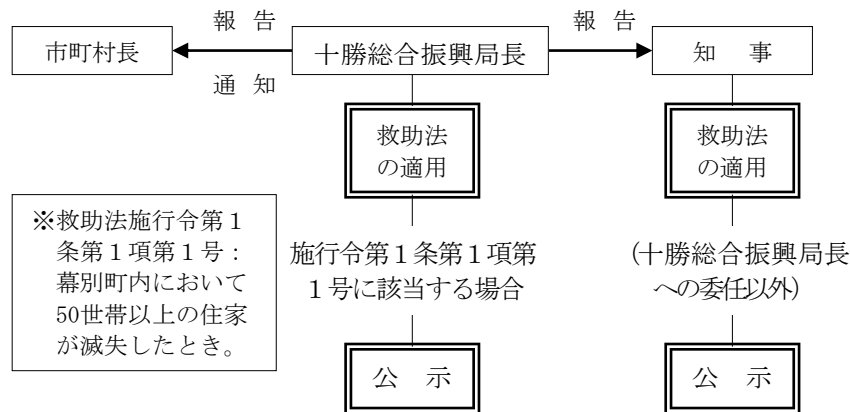 報 告
報 告
市町村長
十勝総合振興局長
知 事
通 知
救助法
の適用
救助法
の適用
※救助法施行令第１
条第１項第１号：
幕別町内において
50世帯以上の住家
が滅失したとき。
施行令第１条第１項第
１号に該当する場合
(十勝総合振興局長
への委任以外)
公 示
公 示